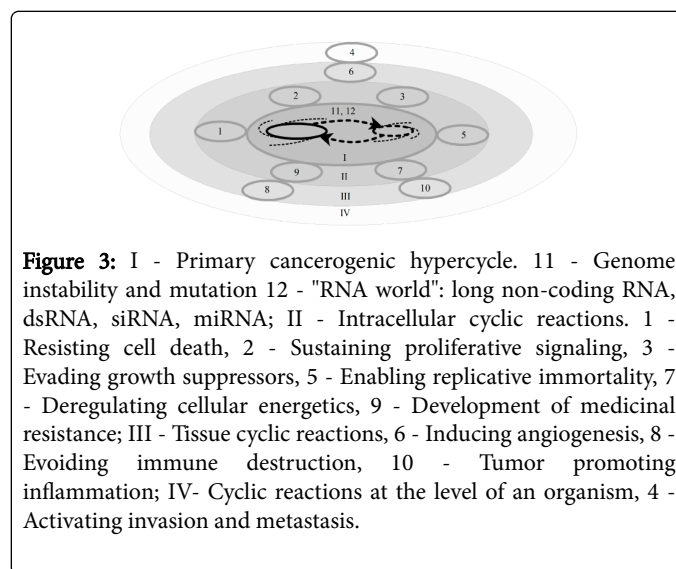 4
6
2
3
11, 12
1
5
I
9
7
II
8
10
III
IV
Figure 3: I - Primary cancerogenic hypercycle. 11 - Genome
instability and mutation 12 - "RNA world": long non-coding RNA,
dsRNA, siRNA, miRNA; II - Intracellular cyclic reactions. 1 -
Resisting cell death, 2 - Sustaining proliferative signaling, 3 -
Evading growth suppressors, 5 - Enabling replicative immortality, 7
- Deregulating cellular energetics, 9 - Development of medicinal
resistance; III - Tissue cyclic reactions, 6 - Inducing angiogenesis, 8 -
Evoiding immune destruction, 10 - Tumor promoting
inflammation; IV- Cyclic reactions at the level of an organism, 4 -
Activating invasion and metastasis.